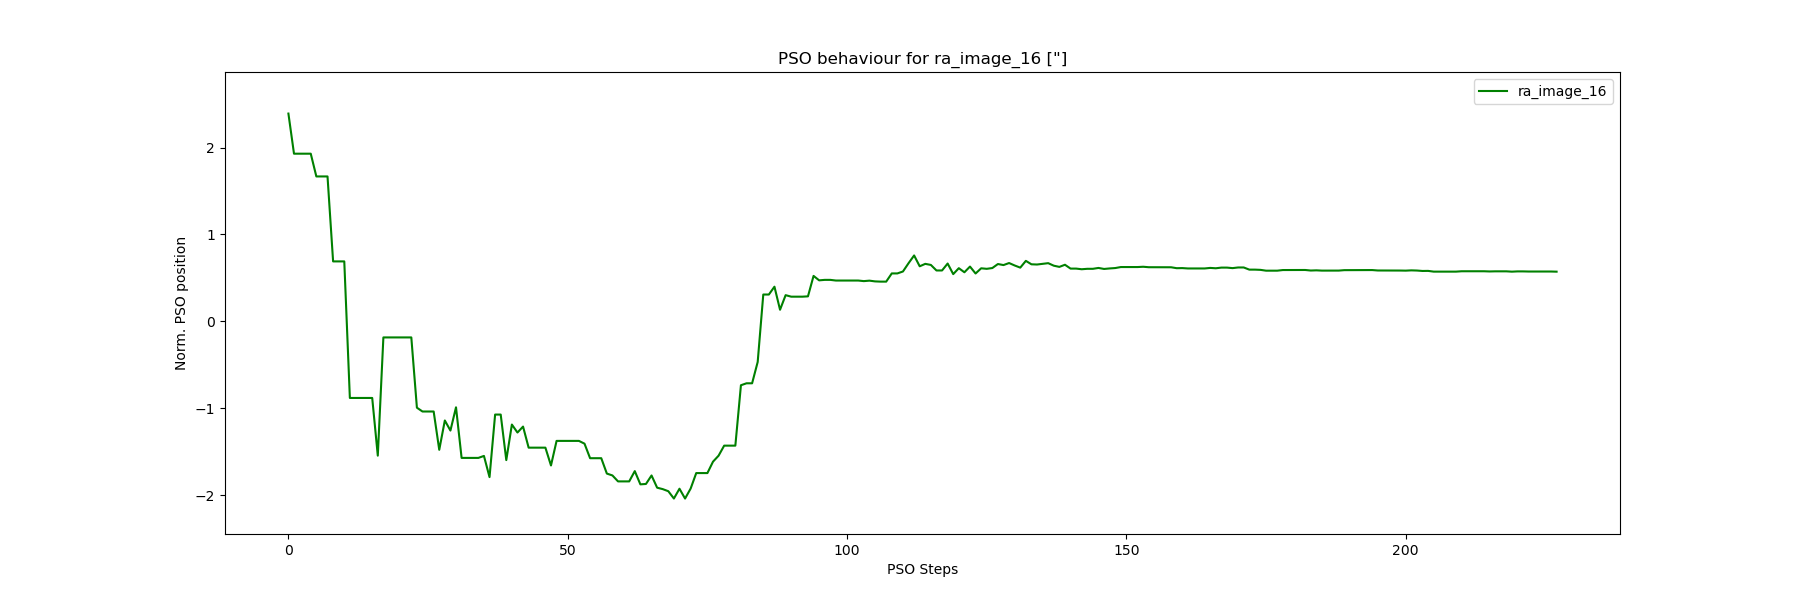 PSO behaviour for ra_image_16 ["]
ra_image_16
Norm. PSO position
2
1
0
−1
−2
0 50 100 150 200
PSO Steps